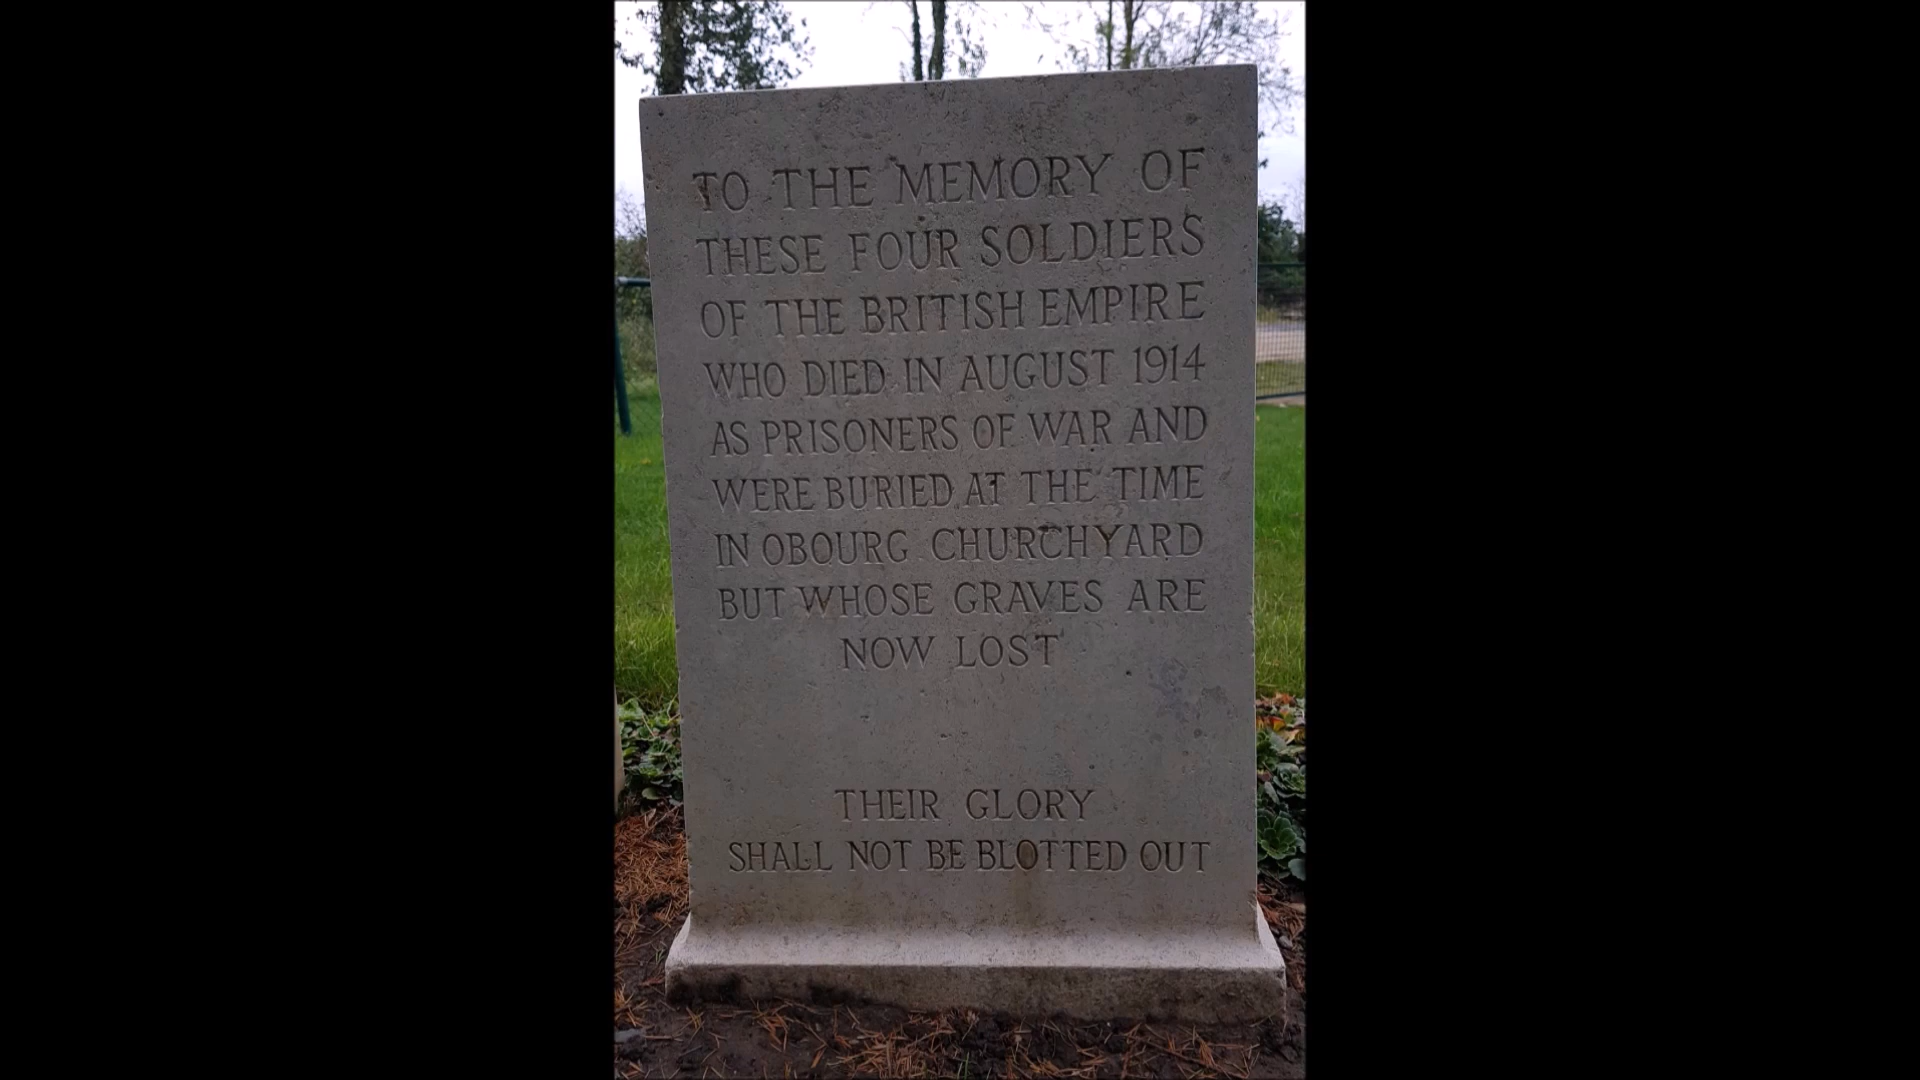 TO THE MEMORY OF
THESE FOUR SOLDIERS
OF THE BRITISH EMPIRE
WHO DIED IN AUGUST 1914
AS PRISONERS OF WAR AND
WERE BURIED AT THE TIME
IN OBOURG CHURCHYARD
BUT WHOSE GRAVES ARE
NOW LOST
THEIR GLORY
SHALL NOT BE BLOTTED OUT